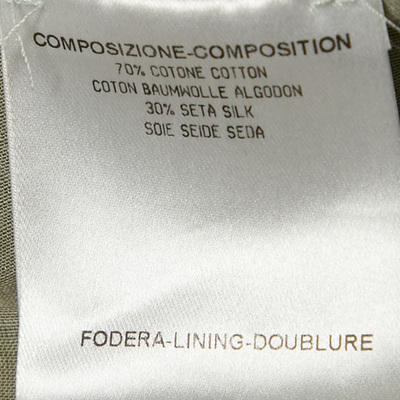 COMPOSIZIONE-COMPOSITION
70% COTONE COTTON
COTON BAUMWOLLE ALGODON
30% SETA SILK
SOIE SEIDE SEDA
FODERA-LINING-DOUBLURE